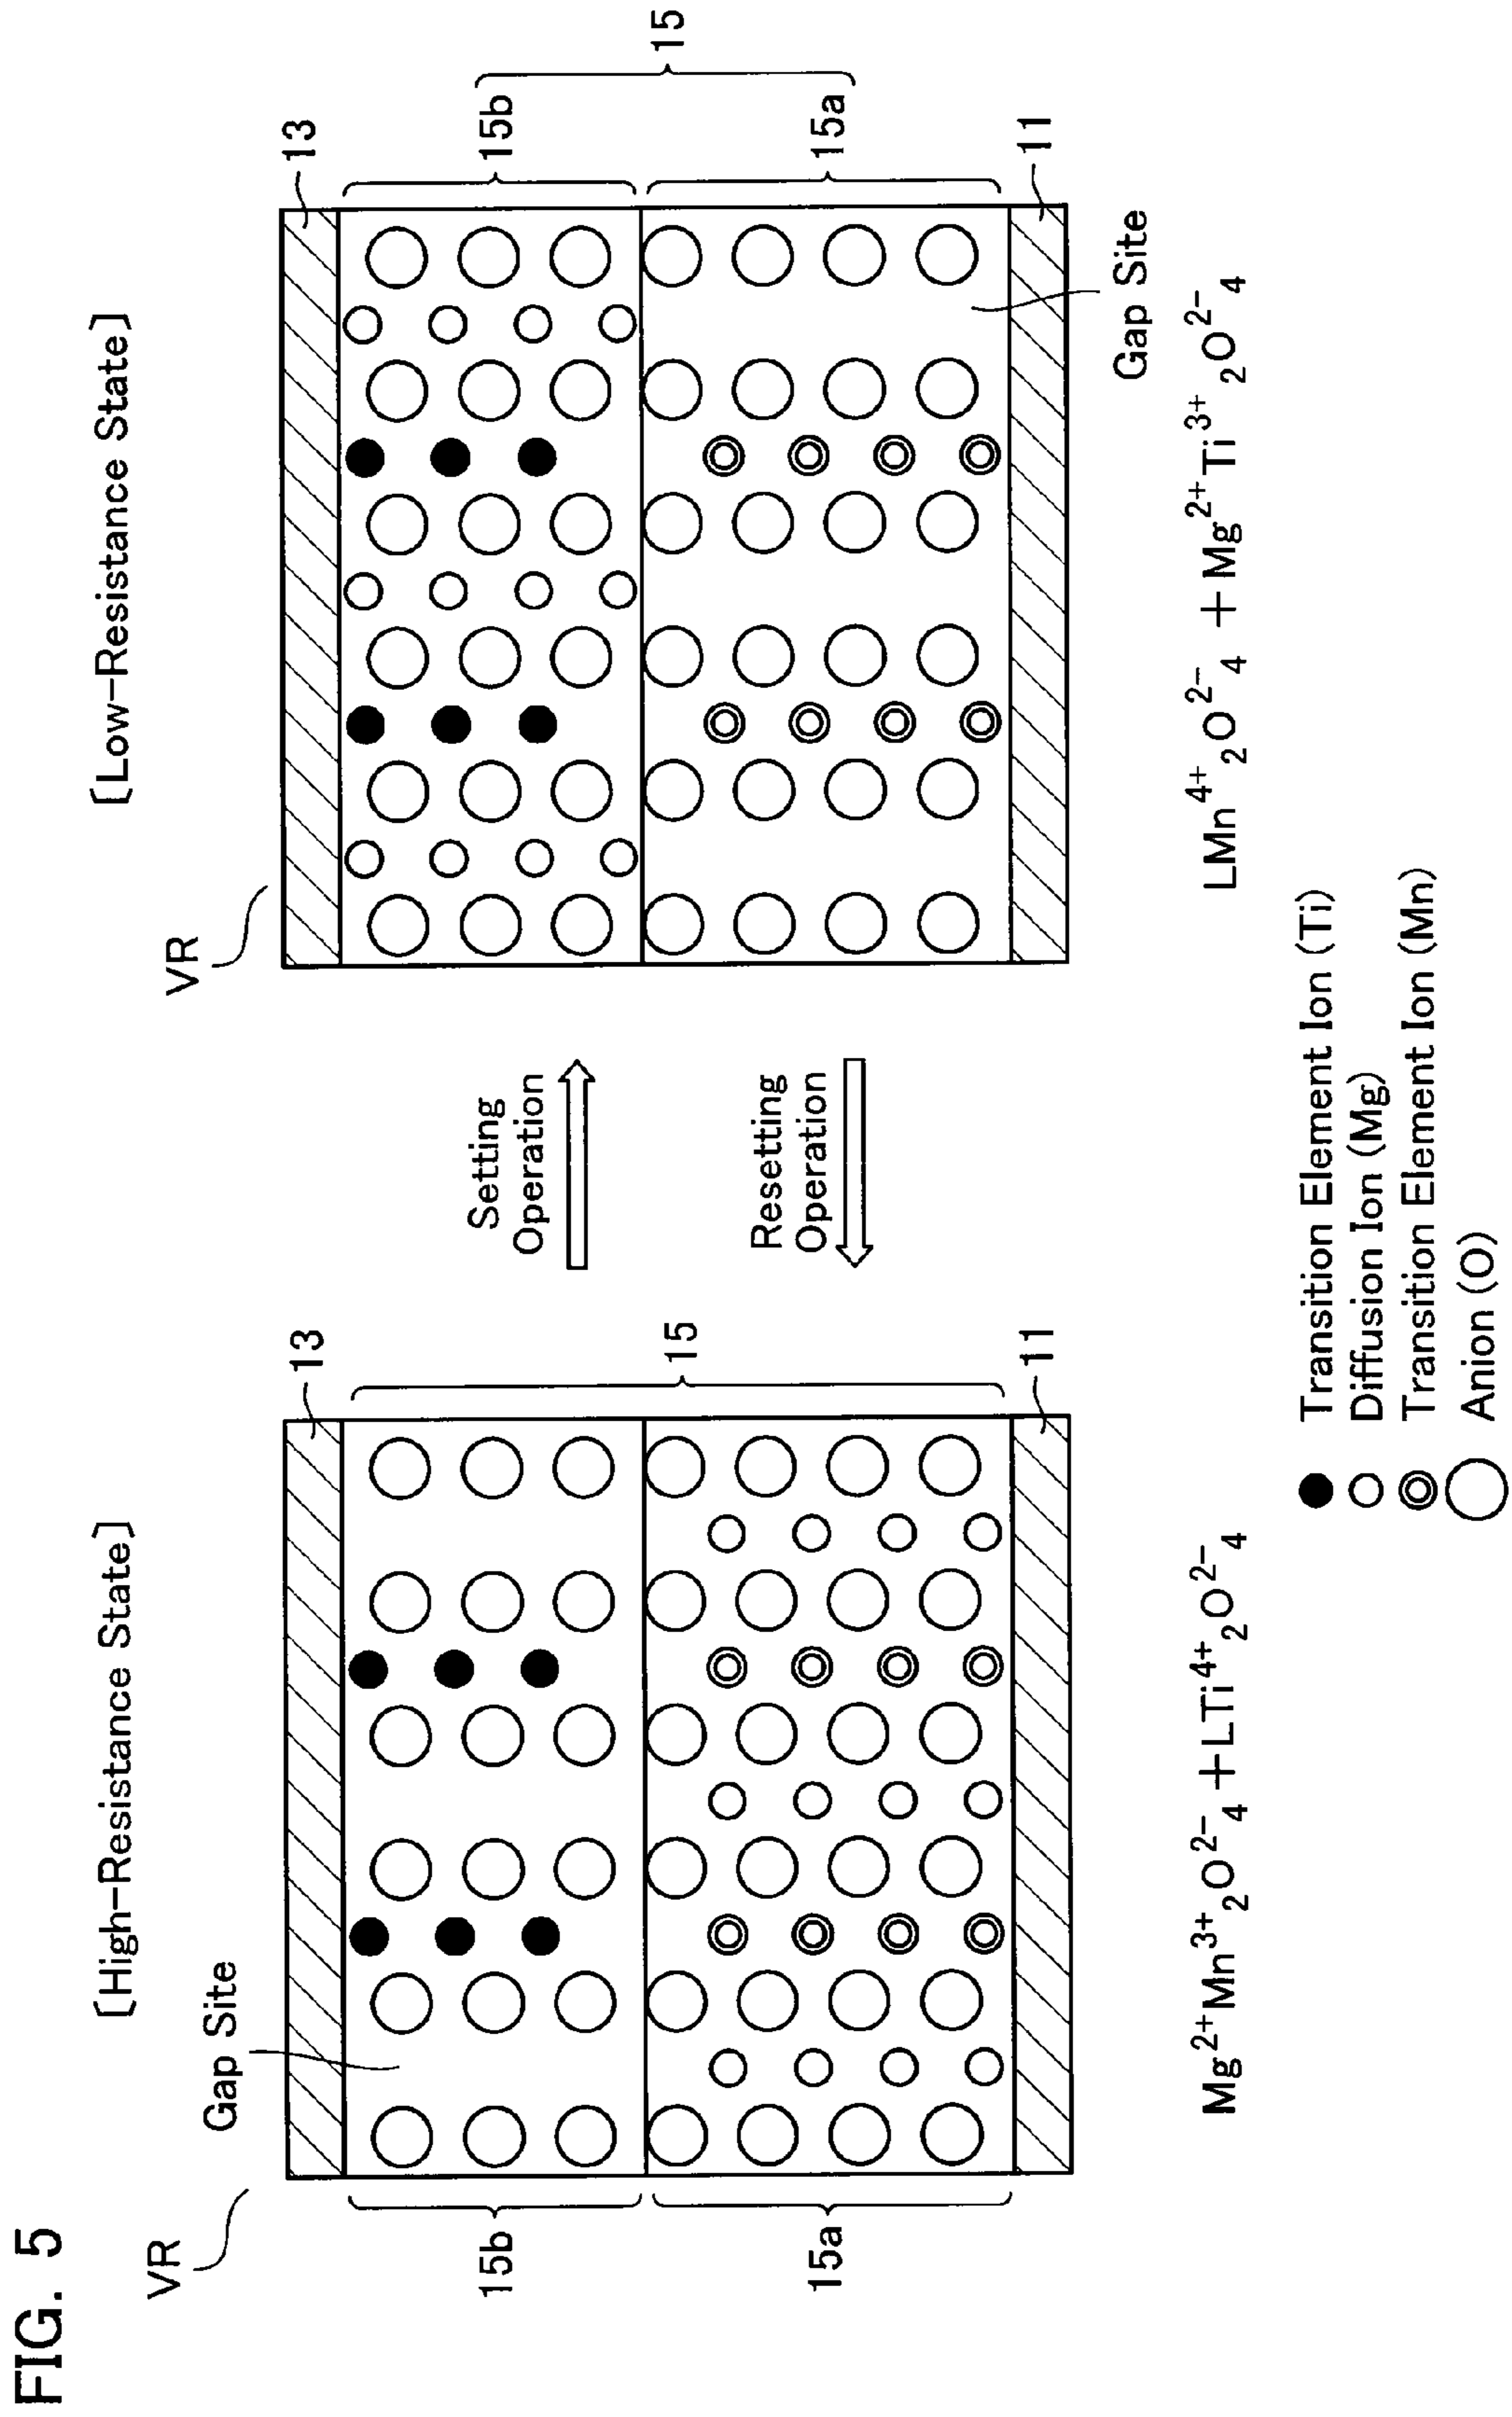 FIG. 5
[High-Resistance State]
VR
Gap Site
13
15b
15a
15
11
Mg²⁺Mn³⁺₂O²⁻₄ + LTi⁴⁺₂O²⁻₄
Setting
Operation
Resetting
Operation
[Low-Resistance State]
VR
13
15b
15a
15
11
Gap Site
LMn⁴⁺₂O²⁻₄ + Mg²⁺Ti³⁺₂O²⁻₄
Transition Element Ion (Ti)
Diffusion Ion (Mg)
Transition Element Ion (Mn)
Anion (O)